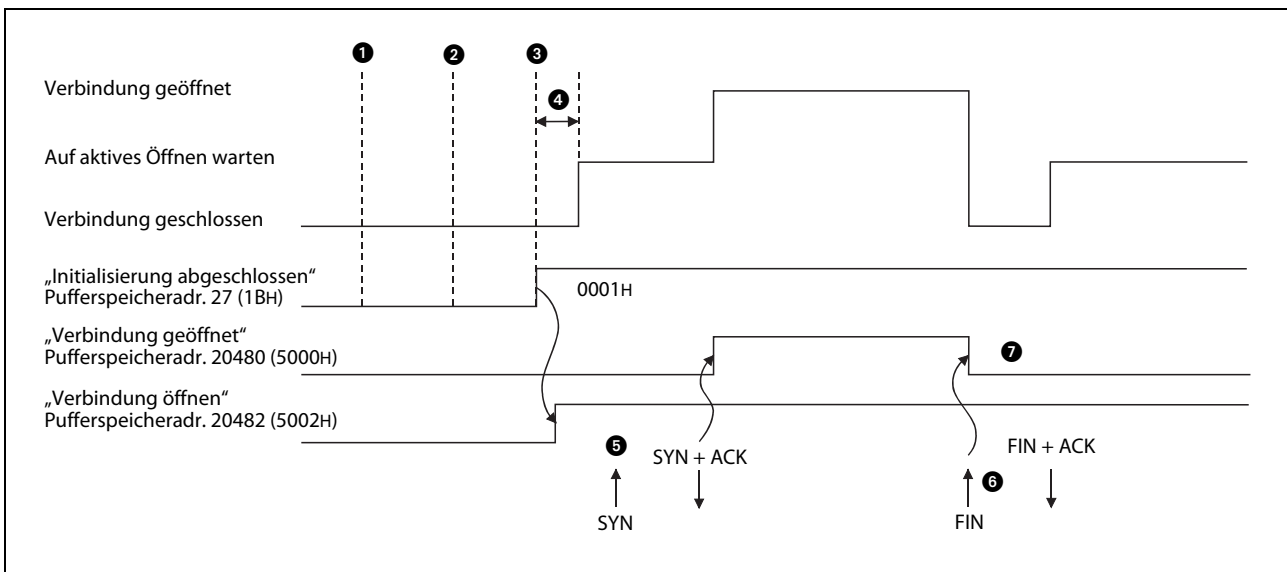 ❶ ❷ ❸
Verbindung geöffnet
❹
Auf aktives Öffnen warten
Verbindung geschlossen
„Initialisierung abgeschlossen“
Pufferspeicheradr. 27 (1BH)
0001H
„Verbindung geöffnet“
Pufferspeicheradr. 20480 (5000H)
❼
„Verbindung öffnen“
Pufferspeicheradr. 20482 (5002H)
❺ SYN + ACK FIN + ACK
❻
SYN FIN